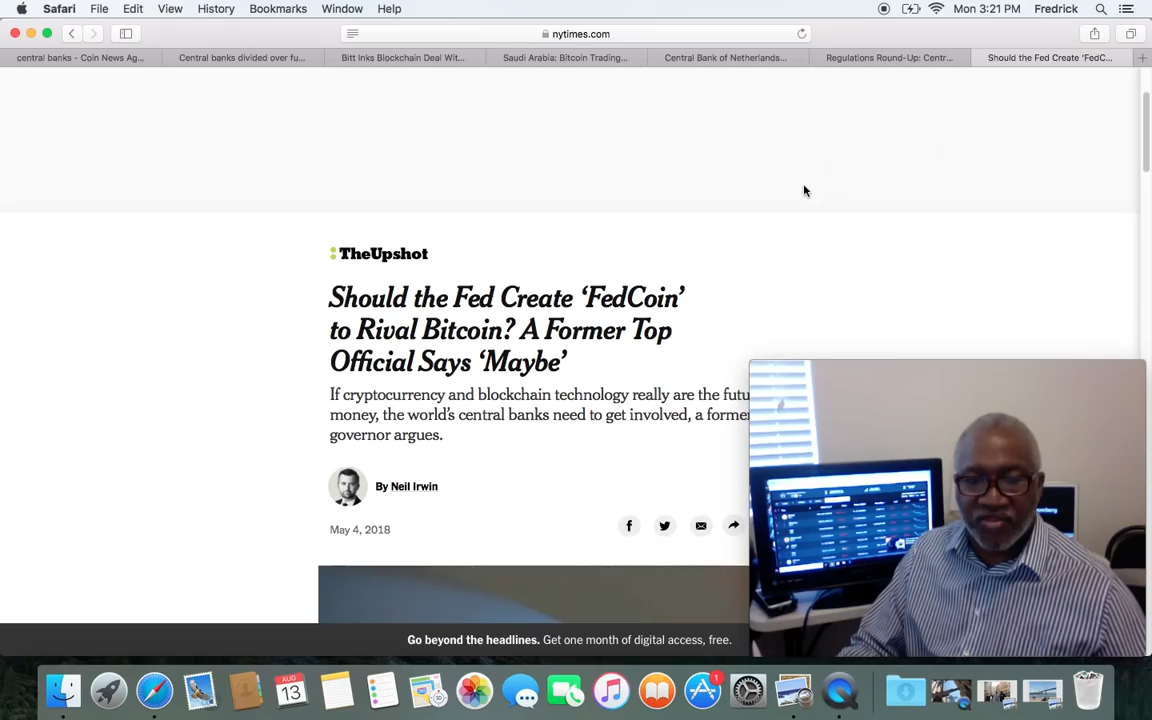 Safari File Edit View History Bookmarks Window Help Mon 3:21 PM Fredrick
nytimes.com
central banks - Coin News Ag... Central banks divided over fu... Bitt Inks Blockchain Deal Wit... Saudi Arabia: Bitcoin Trading... Central Bank of Netherlands... Regulations Round-Up: Centr... Should the Fed Create ‘FedC...
TheUpshot
Should the Fed Create ‘FedCoin’
to Rival Bitcoin? A Former Top
Official Says ‘Maybe’
If cryptocurrency and blockchain technology really are the
money, the world’s central banks need to get involved, a
governor argues.
By Neil Irwin
May 4, 2018
Go beyond the headlines. Get one month of digital access, free.
AUG
13
3D
1